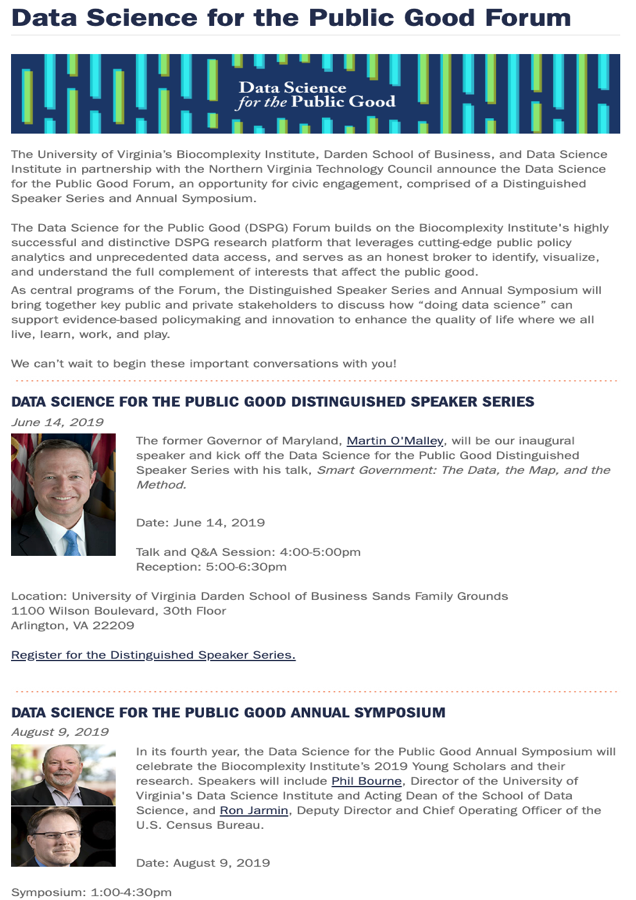 Data Science for the Public Good Forum
Data Science
for the Public Good
The University of Virginia's Biocomplexity Institute, Darden School of Business, and Data Science
Institute in partnership with the Northern Virginia Technology Council announce the Data Science
for the Public Good Forum, an opportunity for civic engagement, comprised of a Distinguished
Speaker Series and Annual Symposium.
The Data Science for the Public Good (DSPG) Forum builds on the Biocomplexity Institute's highly
successful and distinctive DSPG research platform that leverages cutting-edge public policy
analytics and unprecedented data access, and serves as an honest broker to identify, visualize,
and understand the full complement of interests that affect the public good.
As central programs of the Forum, the Distinguished Speaker Series and Annual Symposium will
bring together key public and private stakeholders to discuss how “doing data science” can
support evidence-based policymaking and innovation to enhance the quality of life where we all
live, learn, work, and play.
We can't wait to begin these important conversations with you!
DATA SCIENCE FOR THE PUBLIC GOOD DISTINGUISHED SPEAKER SERIES
June 14, 2019
The former Governor of Maryland, Martin O'Malley, will be our inaugural
speaker and kick off the Data Science for the Public Good Distinguished
Speaker Series with his talk, Smart Government: The Data, the Map, and the
Method.
Date: June 14, 2019
Talk and Q&A Session: 4:00-5:00pm
Reception: 5:00-6:30pm
Location: University of Virginia Darden School of Business Sands Family Grounds
1100 Wilson Boulevard, 30th Floor
Arlington, VA 22209
Register for the Distinguished Speaker Series.
DATA SCIENCE FOR THE PUBLIC GOOD ANNUAL SYMPOSIUM
August 9, 2019
In its fourth year, the Data Science for the Public Good Annual Symposium will
celebrate the Biocomplexity Institute's 2019 Young Scholars and their
research. Speakers will include Phil Bourne, Director of the University of
Virginia's Data Science Institute and Acting Dean of the School of Data
Science, and Ron Jarmin, Deputy Director and Chief Operating Officer of the
U.S. Census Bureau.
Date: August 9, 2019
Symposium: 1:00-4:30pm